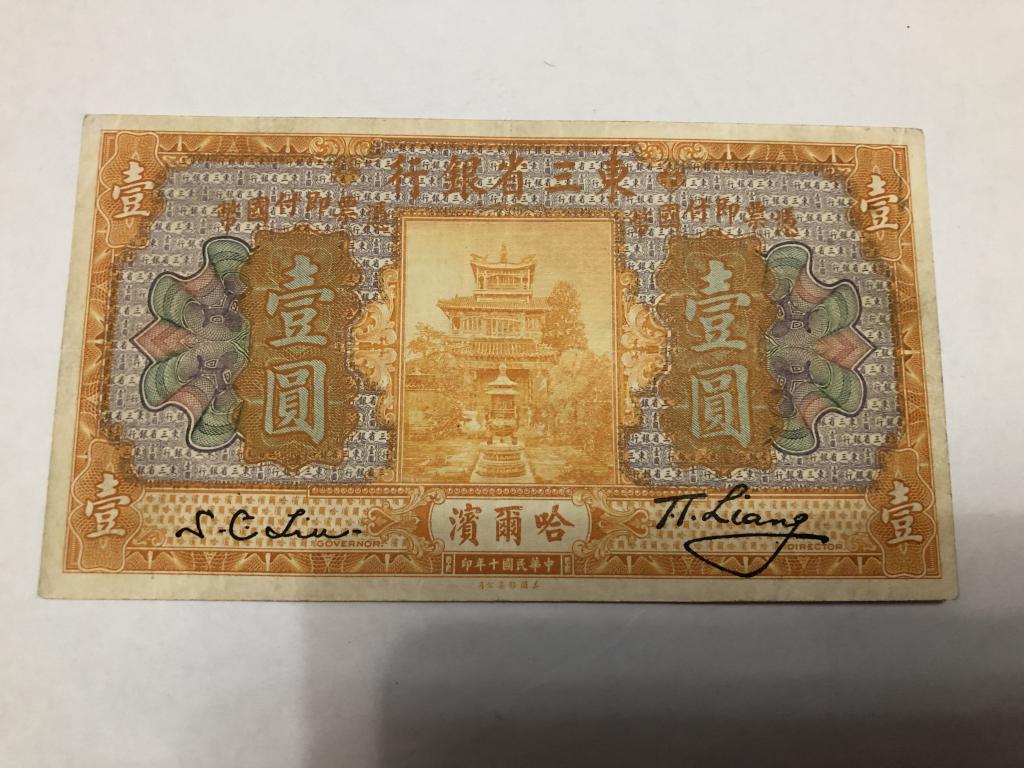 東三省銀行
憑票即付國幣
憑票即付國幣
壹
壹
壹圓
壹圓
壹
壹
哈爾濱
S. C. Liu
GOVERNOR.
Liang
DIRECTOR
中華民國十年印